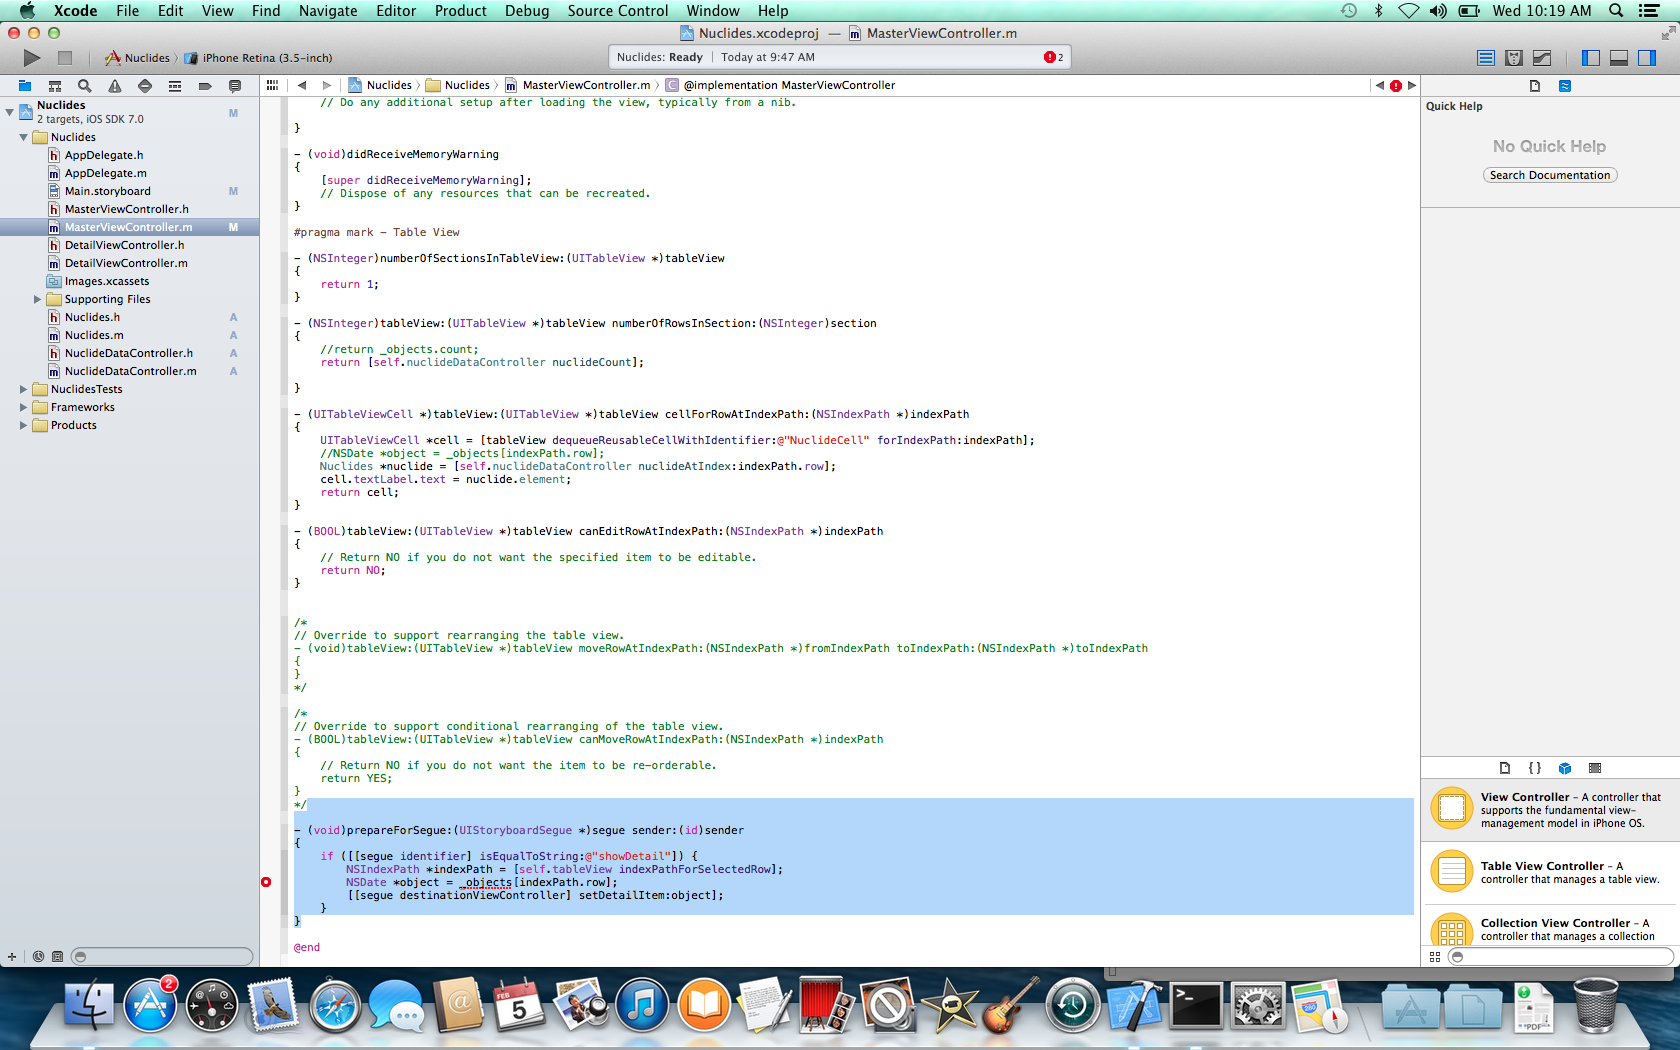 Xcode File Edit View Find Navigate Editor Product Debug Source Control Window Help Wed 10:19 AM
Nuclides.xcodeproj — MasterViewController.m
Nuclides iPhone Retina (3.5-inch)
Nuclides: Ready Today at 9:47 AM 2
Nuclides Nuclides MasterViewController.m @implementation MasterViewController
Nuclides
2 targets, iOS SDK 7.0 M
Nuclides
AppDelegate.h
AppDelegate.m
Main.storyboard M
MasterViewController.h
MasterViewController.m M
DetailViewController.h
DetailViewController.m
Images.xcassets
Supporting Files
Nuclides.h A
Nuclides.m A
NuclideDataController.h A
NuclideDataController.m A
NuclidesTests
Frameworks
Products
// Do any additional setup after loading the view, typically from a nib.
}
- (void)didReceiveMemoryWarning
{
[super didReceiveMemoryWarning];
// Dispose of any resources that can be recreated.
}
#pragma mark - Table View
- (NSInteger)numberOfSectionsInTableView:(UITableView *)tableView
{
return 1;
}
- (NSInteger)tableView:(UITableView *)tableView numberOfRowsInSection:(NSInteger)section
{
//return _objects.count;
return [self.nuclideDataController nuclideCount];
}
- (UITableViewCell *)tableView:(UITableView *)tableView cellForRowAtIndexPath:(NSIndexPath *)indexPath
{
UITableViewCell *cell = [tableView dequeueReusableCellWithIdentifier:@"NuclideCell" forIndexPath:indexPath];
//NSDate *object = _objects[indexPath.row];
Nuclides *nuclide = [self.nuclideDataController nuclideAtIndex:indexPath.row];
cell.textLabel.text = nuclide.element;
return cell;
}
- (BOOL)tableView:(UITableView *)tableView canEditRowAtIndexPath:(NSIndexPath *)indexPath
{
// Return NO if you do not want the specified item to be editable.
return NO;
}
/*
// Override to support rearranging the table view.
- (void)tableView:(UITableView *)tableView moveRowAtIndexPath:(NSIndexPath *)fromIndexPath toIndexPath:(NSIndexPath *)toIndexPath
{
}
*/
/*
// Override to support conditional rearranging of the table view.
- (BOOL)tableView:(UITableView *)tableView canMoveRowAtIndexPath:(NSIndexPath *)indexPath
{
// Return NO if you do not want the item to be re-orderable.
return YES;
}
*/
- (void)prepareForSegue:(UIStoryboardSegue *)segue sender:(id)sender
{
if ([[segue identifier] isEqualToString:@"showDetail"]) {
NSIndexPath *indexPath = [self.tableView indexPathForSelectedRow];
NSDate *object = _objects[indexPath.row];
[[segue destinationViewController] setDetailItem:object];
}
}
@end
Quick Help
No Quick Help
Search Documentation
{ }
View Controller - A controller that
supports the fundamental view-
management model in iPhone OS.
Table View Controller - A
controller that manages a table view.
Collection View Controller - A
controller that manages a collection
2
FEB
5
PDF